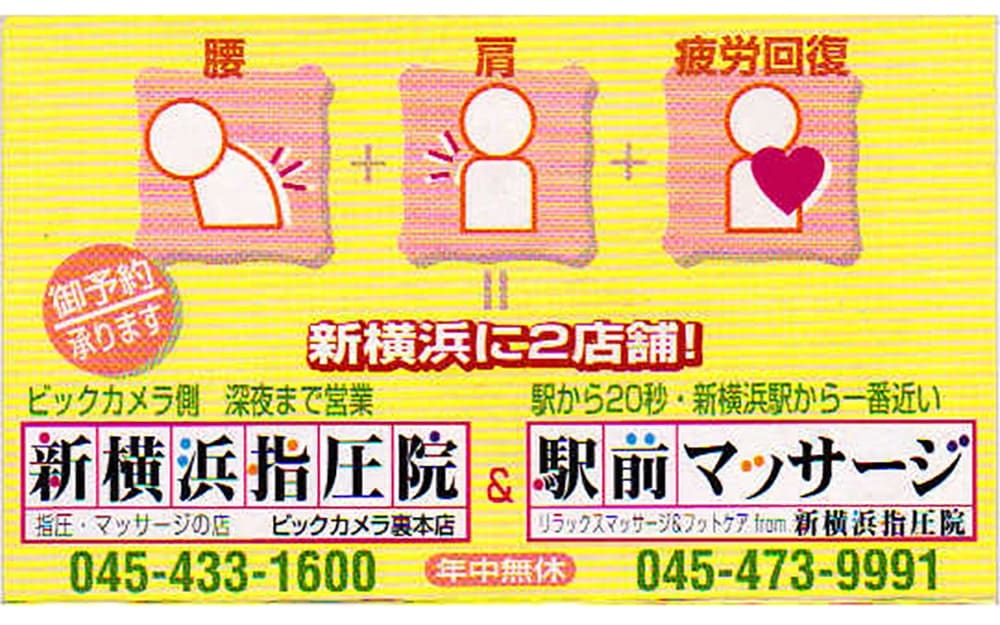 腰 肩 疲労回復
+ +
御予約
承ります
新横浜に2店舗!
ビックカメラ側 深夜まで営業
新横浜指圧院
指圧・マッサージの店 ビックカメラ裏本店
045-433-1600
&
駅から20秒・新横浜駅から一番近い
駅前マッサージ
リラックスマッサージ&フットケア from 新横浜指圧院
045-473-9991
年中無休